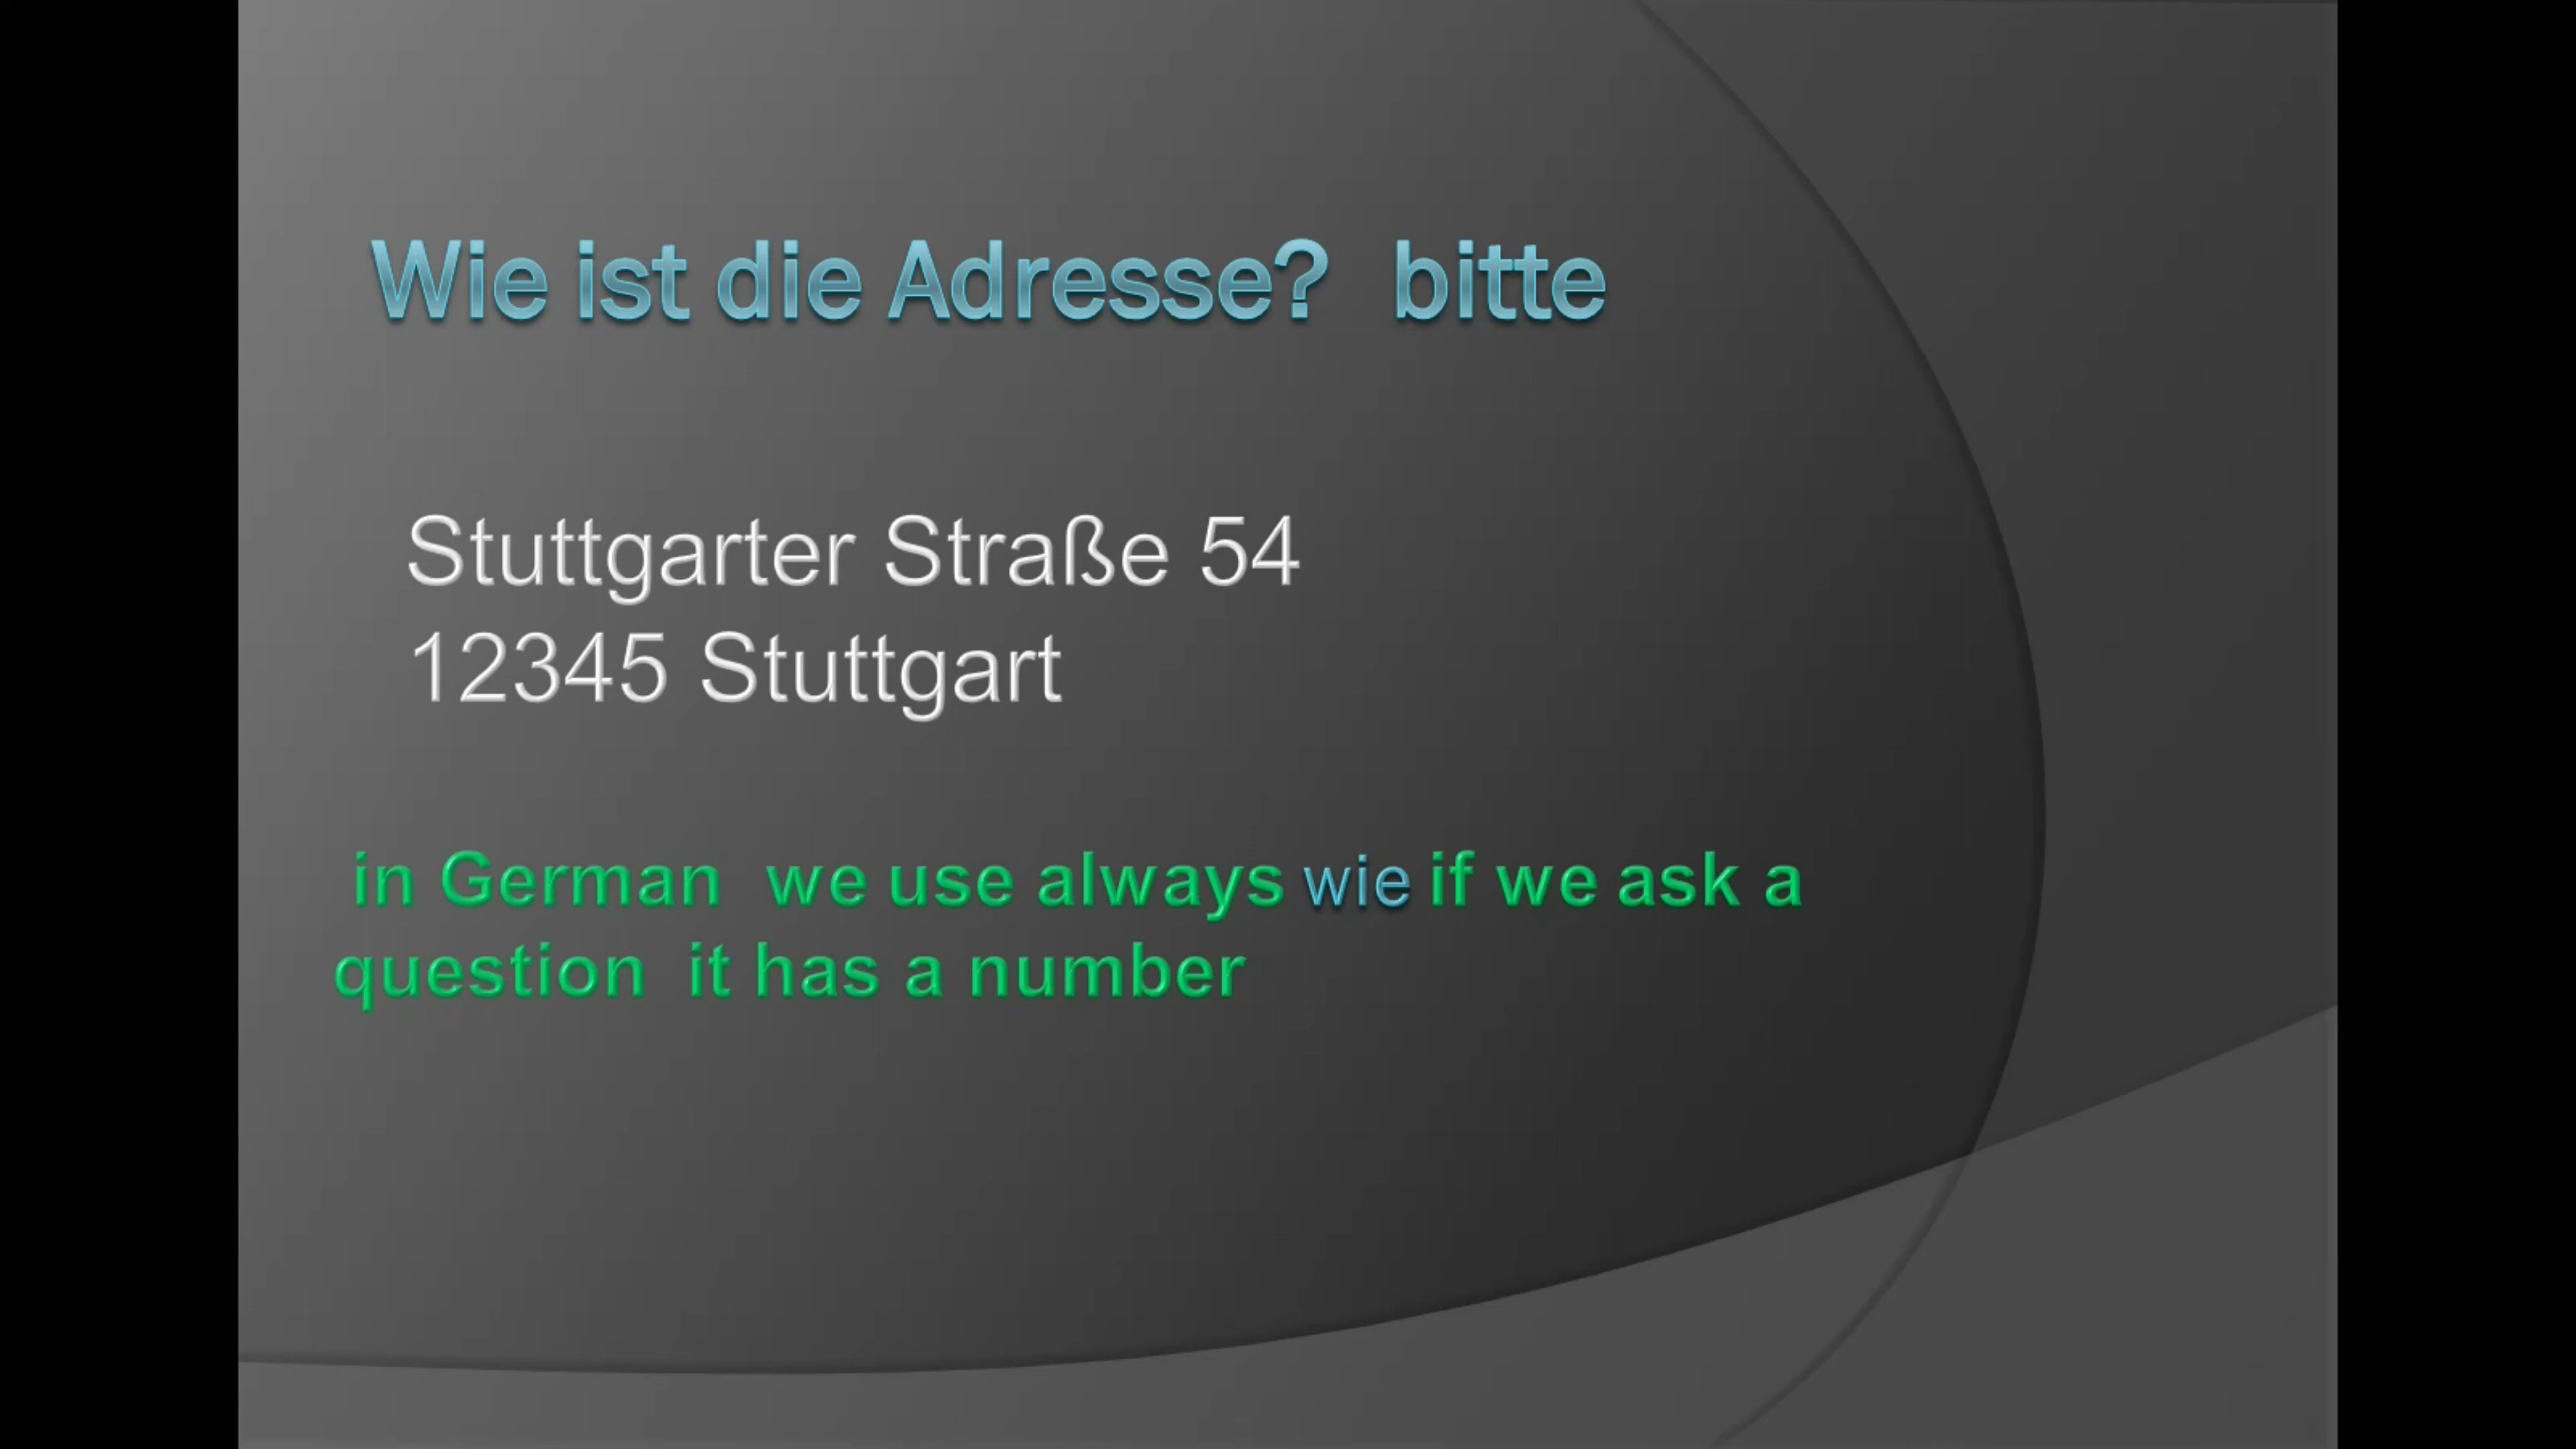 Wie ist die Adresse? bitte
Stuttgarter Straße 54
12345 Stuttgart
in German we use always wie if we ask a
question it has a number